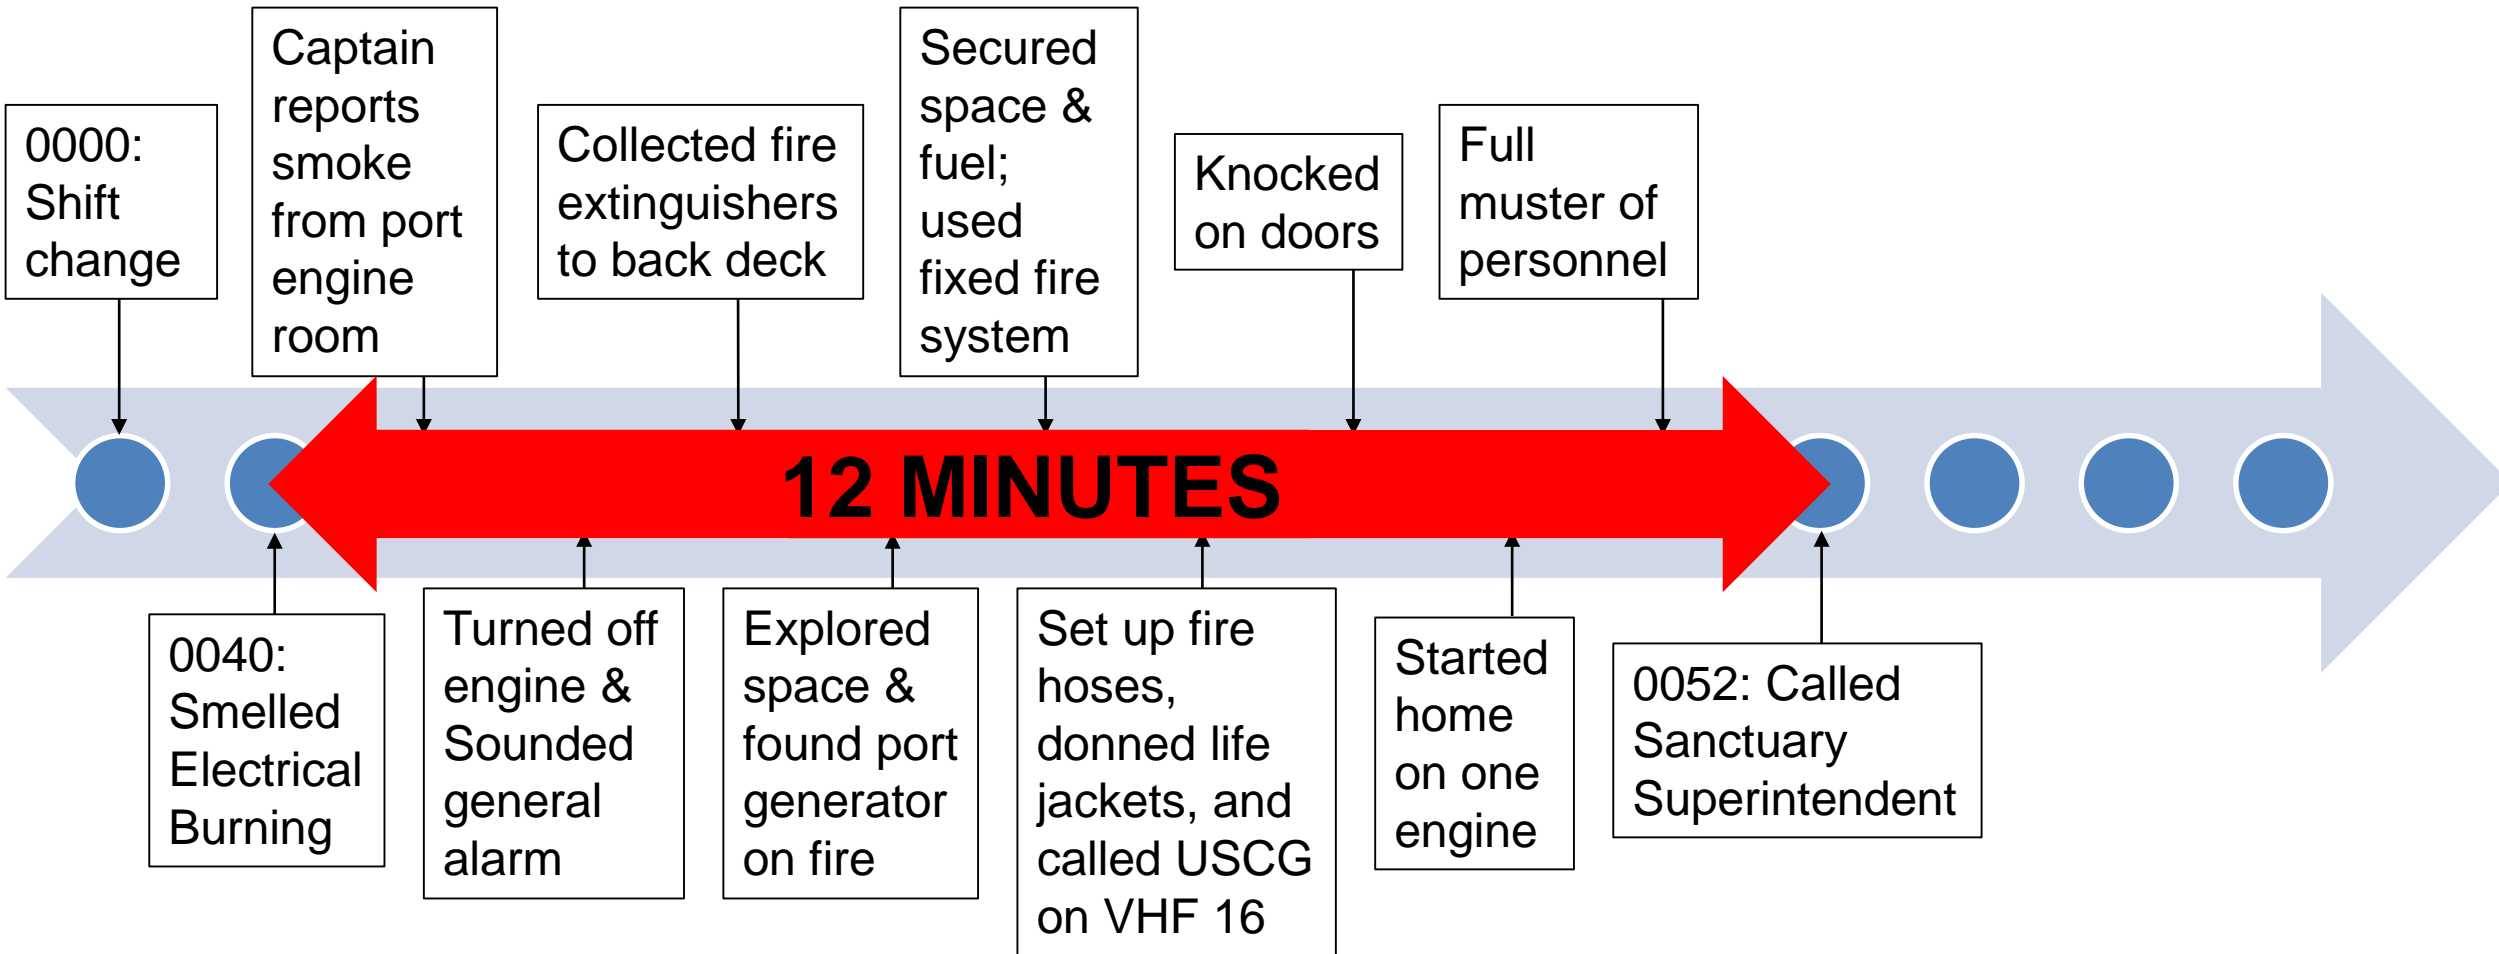 0000:
Shift
change
0040:
Smelled
Electrical
Burning
Captain
reports
smoke
from port
engine
room
Turned off
engine &
Sounded
general
alarm
Collected fire
extinguishers
to back deck
Explored
space &
found port
generator
on fire
Secured
space &
fuel;
used
fixed fire
system
Set up fire
hoses,
donned life
jackets, and
called USCG
on VHF 16
Knocked
on doors
Started
home
on one
engine
Full
muster of
personnel
0052: Called
Sanctuary
Superintendent
12 MINUTES